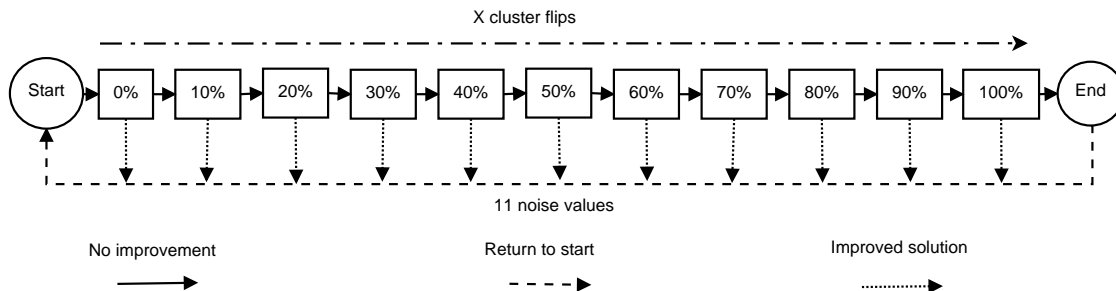 X cluster flips
Start
0%
10%
20%
30%
40%
50%
60%
70%
80%
90%
100%
End
11 noise values
No improvement
Return to start
Improved solution